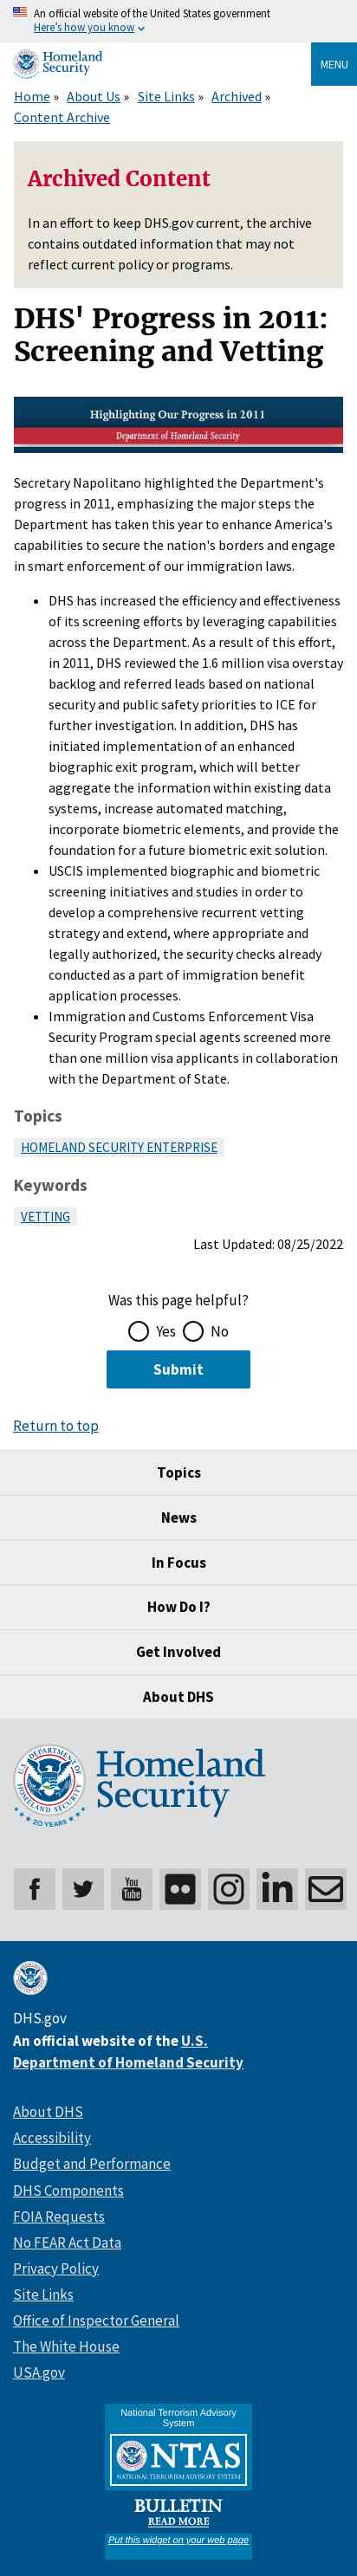 An official website of the United States government
Here's how you know
Homeland
Security
MENU
Home » About Us » Site Links » Archived »
Content Archive
Archived Content
In an effort to keep DHS.gov current, the archive
contains outdated information that may not
reflect current policy or programs.
DHS' Progress in 2011:
Screening and Vetting
Highlighting Our Progress in 2011
Department of Homeland Security
Secretary Napolitano highlighted the Department's
progress in 2011, emphasizing the major steps the
Department has taken this year to enhance America's
capabilities to secure the nation's borders and engage
in smart enforcement of our immigration laws.
• DHS has increased the efficiency and effectiveness
of its screening efforts by leveraging capabilities
across the Department. As a result of this effort,
in 2011, DHS reviewed the 1.6 million visa overstay
backlog and referred leads based on national
security and public safety priorities to ICE for
further investigation. In addition, DHS has
initiated implementation of an enhanced
biographic exit program, which will better
aggregate the information within existing data
systems, increase automated matching,
incorporate biometric elements, and provide the
foundation for a future biometric exit solution.
• USCIS implemented biographic and biometric
screening initiatives and studies in order to
develop a comprehensive recurrent vetting
strategy and extend, where appropriate and
legally authorized, the security checks already
conducted as a part of immigration benefit
application processes.
• Immigration and Customs Enforcement Visa
Security Program special agents screened more
than one million visa applicants in collaboration
with the Department of State.
Topics
HOMELAND SECURITY ENTERPRISE
Keywords
VETTING
Last Updated: 08/25/2022
Was this page helpful?
Yes No
Submit
Return to top
Topics
News
In Focus
How Do I?
Get Involved
About DHS
U.S. DEPARTMENT OF
HOMELAND SECURITY
20 YEARS
Homeland
Security
You
Tube
DHS.gov
An official website of the U.S.
Department of Homeland Security
About DHS
Accessibility
Budget and Performance
DHS Components
FOIA Requests
No FEAR Act Data
Privacy Policy
Site Links
Office of Inspector General
The White House
USA.gov
National Terrorism Advisory
System
NTAS
NATIONAL TERRORISM ADVISORY SYSTEM
BULLETIN
READ MORE
Put this widget on your web page